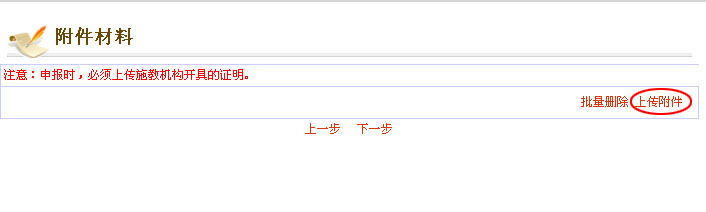 附件材料
注意：申报时，必须上传施教机构开具的证明。
批量删除 上传附件
上一步 下一步